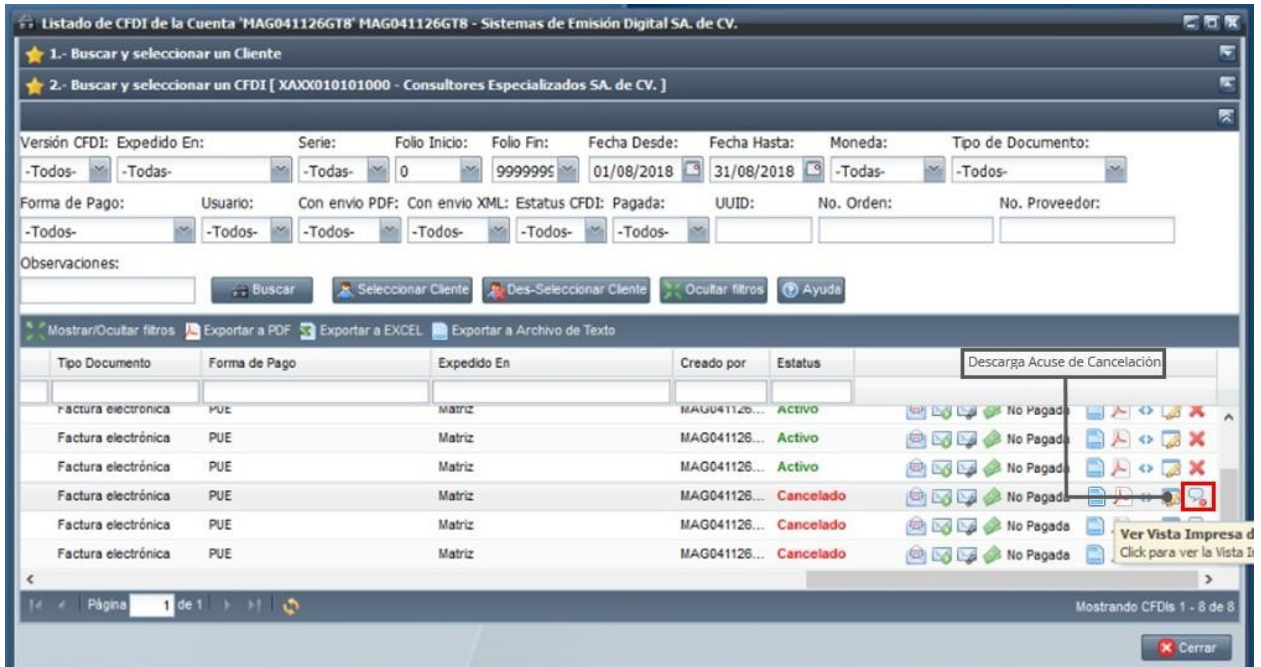 Listado de CFDI de la Cuenta 'MAG041126GT8' MAG041126GT8 - Sistemas de Emisión Digital SA. de CV.
1.- Buscar y seleccionar un Cliente
2.- Buscar y seleccionar un CFDI [ XAXX010101000 - Consultores Especializados SA. de CV. ]
Versión CFDI: Expedido En: Serie: Folio Inicio: Folio Fin: Fecha Desde: Fecha Hasta: Moneda: Tipo de Documento:
-Todos- -Todas- -Todas- 0 9999999 01/08/2018 31/08/2018 -Todas- -Todos-
Forma de Pago: Usuario: Con envio PDF: Con envio XML: Estatus CFDI: Pagada: UUID: No. Orden: No. Proveedor:
-Todos- -Todos- -Todos- -Todos- -Todos- -Todos-
Observaciones:
Buscar Seleccionar Cliente Des-Seleccionar Cliente Ocultar filtros Ayuda
Mostrar/Ocultar filtros Exportar a PDF Exportar a EXCEL Exportar a Archivo de Texto
Tipo Documento Forma de Pago Expedido En Creado por Estatus Descarga Acuse de Cancelación
Factura electrónica PUE Matriz MAG041126... Activo No Pagada
Factura electrónica PUE Matriz MAG041126... Activo No Pagada
Factura electrónica PUE Matriz MAG041126... Activo No Pagada
Factura electrónica PUE Matriz MAG041126... Cancelado No Pagada
Factura electrónica PUE Matriz MAG041126... Cancelado No Pagada Ver Vista Impresa d
Factura electrónica PUE Matriz MAG041126... Cancelado No Pagada Click para ver la Vista
Página 1 de 1 Mostrando CFDIs 1 - 8 de 8
Cerrar